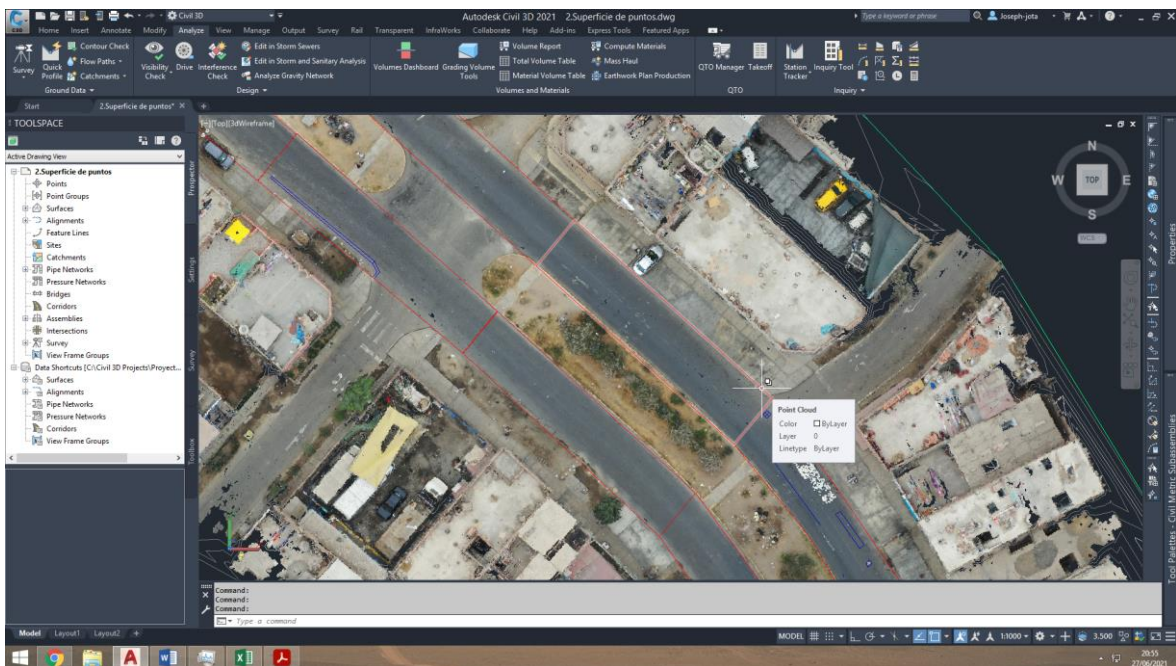 Civil 3D
Autodesk Civil 3D 2021 2.Superficie de puntos.dwg
Type a keyword or phrase
Joseph-jota
Home Insert Annotate Modify Analyze View Manage Output Survey Rail Transparent InfraWorks Collaborate Help Add-ins Express Tools Featured Apps
Survey
Quick Profile
Contour Check
Flow Paths
Catchments
Visibility Check
Drive
Interference Check
Edit in Storm Sewers
Edit in Storm and Sanitary Analysis
Analyze Gravity Network
Volumes Dashboard
Grading Volume Tools
Volume Report
Total Volume Table
Material Volume Table
Compute Materials
Mass Haul
Earthwork Plan Production
QTO Manager
Takeoff
Station Tracker
Inquiry Tool
Ground Data
Design
Volumes and Materials
QTO
Inquiry
Start
2.Superficie de puntos*
TOOLSPACE
Active Drawing View
2.Superficie de puntos
Points
Point Groups
Surfaces
Alignments
Feature Lines
Sites
Catchments
Pipe Networks
Pressure Networks
Bridges
Corridors
Assemblies
Intersections
Survey
View Frame Groups
Data Shortcuts [C:\Civil 3D Projects\Proyect...
Surfaces
Alignments
Pipe Networks
Pressure Networks
Corridors
View Frame Groups
Prospector
Settings
Survey
Toolbox
[-][Top][3dWireframe]
N
W TOP E
S
WCS
Point Cloud
Color ByLayer
Layer 0
Linetype ByLayer
Properties
Tool Palettes - Civil Metric Subassemblies
Command:
Command:
Command:
Type a command
Model Layout1 Layout2 +
MODEL
1:1000
3.500
20:55
27/06/2021